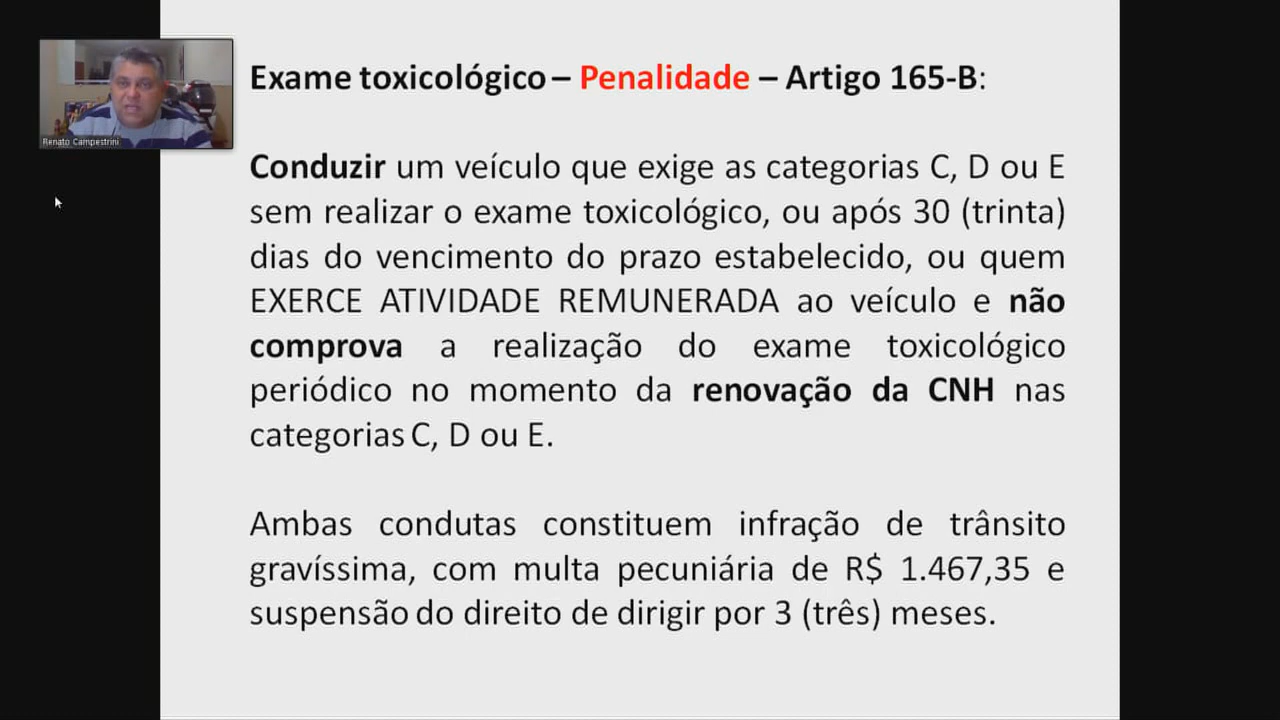 Exame toxicológico – Penalidade – Artigo 165-B:
Renato Campestrini
Conduzir um veículo que exige as categorias C, D ou E
sem realizar o exame toxicológico, ou após 30 (trinta)
dias do vencimento do prazo estabelecido, ou quem
EXERCE ATIVIDADE REMUNERADA ao veículo e não
comprova a realização do exame toxicológico
periódico no momento da renovação da CNH nas
categorias C, D ou E.
Ambas condutas constituem infração de trânsito
gravíssima, com multa pecuniária de R$ 1.467,35 e
suspensão do direito de dirigir por 3 (três) meses.